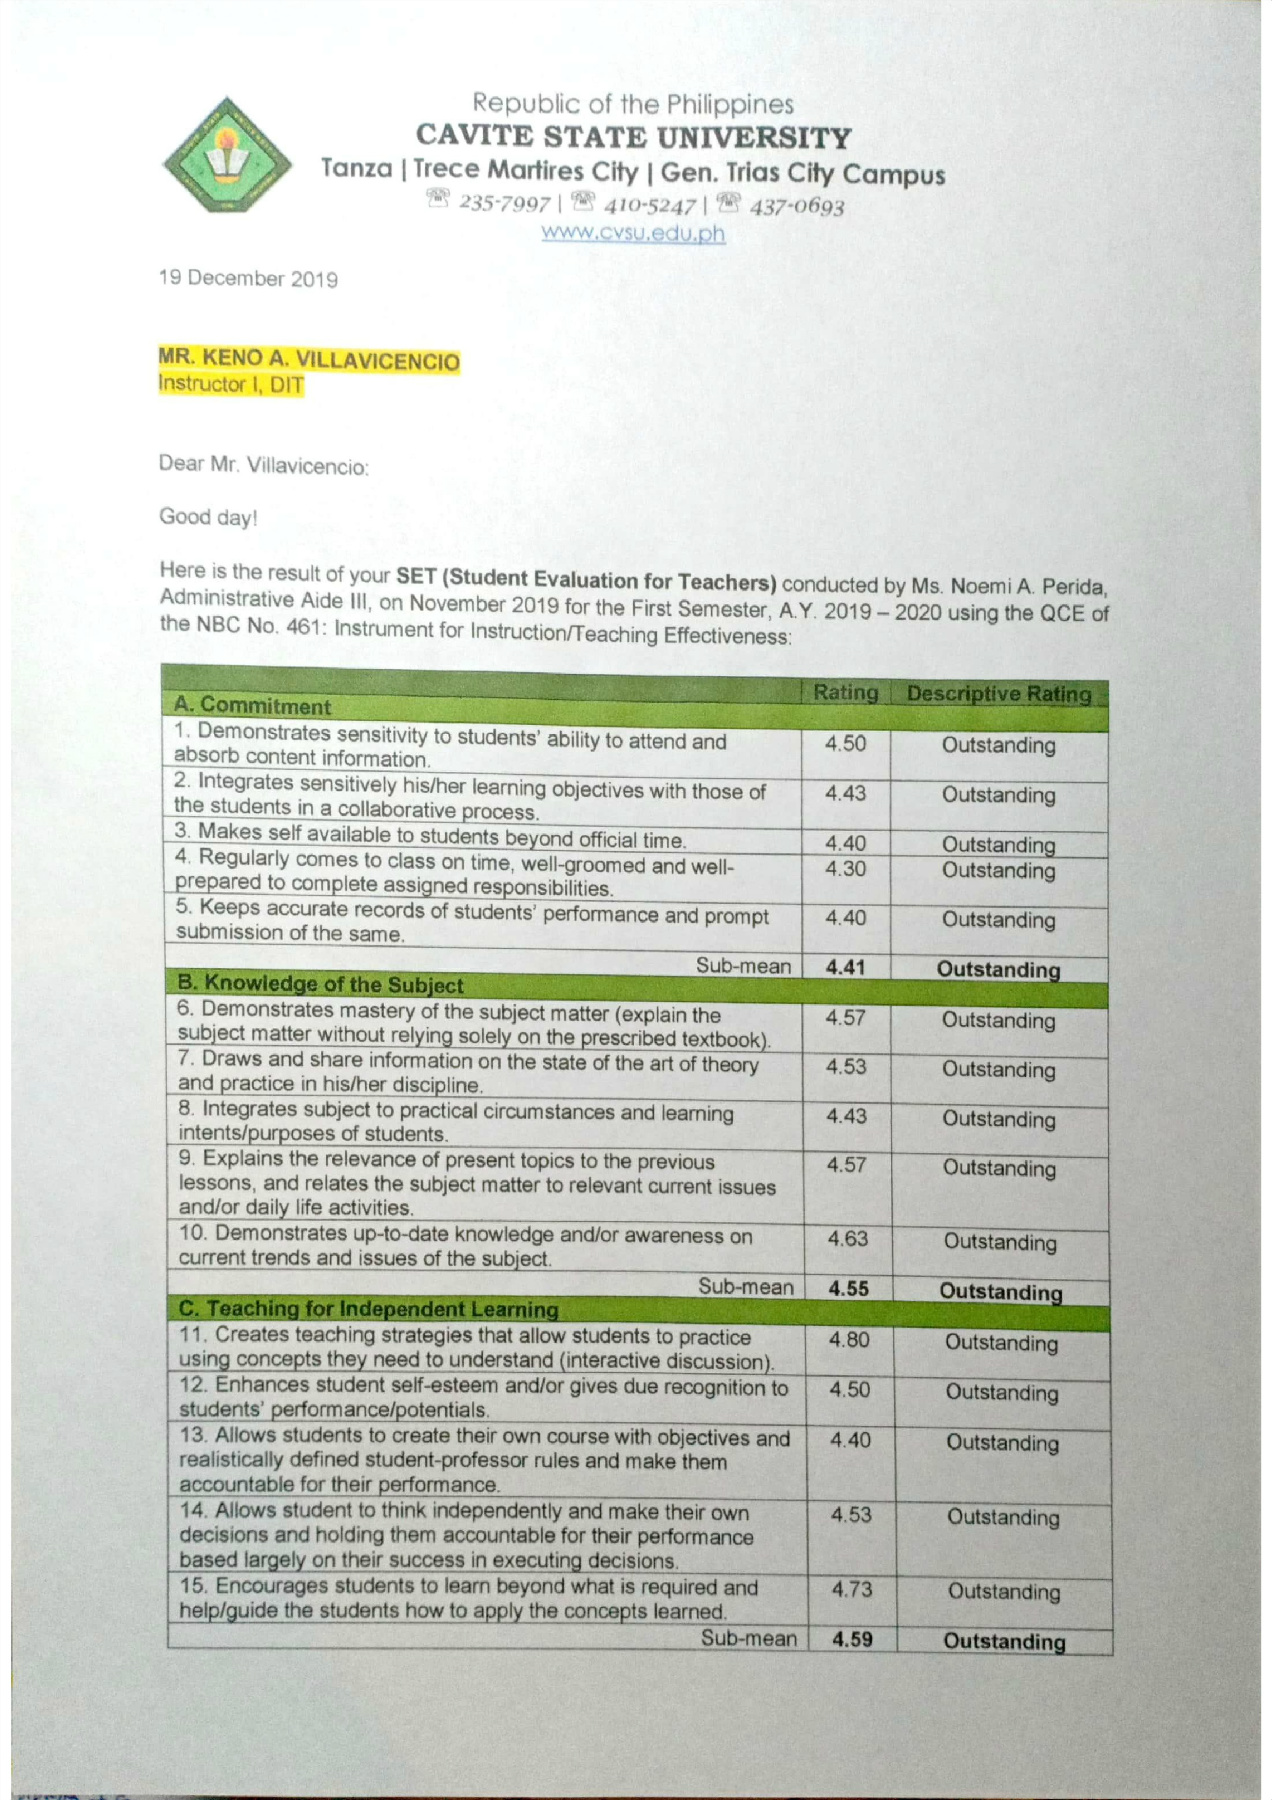 Republic of the Philippines
CAVITE STATE UNIVERSITY
Tanza | Trece Martires City | Gen. Trias City Campus
☏ 235-7997 | ☏ 410-5247 | ☏ 437-0693
www.cvsu.edu.ph
19 December 2019
MR. KENO A. VILLAVICENCIO
Instructor I, DIT
Dear Mr. Villavicencio:
Good day!
Here is the result of your SET (Student Evaluation for Teachers) conducted by Ms. Noemi A. Perida,
Administrative Aide III, on November 2019 for the First Semester, A.Y. 2019 – 2020 using the QCE of
the NBC No. 461: Instrument for Instruction/Teaching Effectiveness:
Rating Descriptive Rating
A. Commitment
1. Demonstrates sensitivity to students' ability to attend and 4.50 Outstanding
absorb content information.
2. Integrates sensitively his/her learning objectives with those of 4.43 Outstanding
the students in a collaborative process.
3. Makes self available to students beyond official time. 4.40 Outstanding
4. Regularly comes to class on time, well-groomed and well- 4.30 Outstanding
prepared to complete assigned responsibilities.
5. Keeps accurate records of students' performance and prompt 4.40 Outstanding
submission of the same.
Sub-mean 4.41 Outstanding
B. Knowledge of the Subject
6. Demonstrates mastery of the subject matter (explain the 4.57 Outstanding
subject matter without relying solely on the prescribed textbook).
7. Draws and share information on the state of the art of theory 4.53 Outstanding
and practice in his/her discipline.
8. Integrates subject to practical circumstances and learning 4.43 Outstanding
intents/purposes of students.
9. Explains the relevance of present topics to the previous 4.57 Outstanding
lessons, and relates the subject matter to relevant current issues
and/or daily life activities.
10. Demonstrates up-to-date knowledge and/or awareness on 4.63 Outstanding
current trends and issues of the subject.
Sub-mean 4.55 Outstanding
C. Teaching for Independent Learning
11. Creates teaching strategies that allow students to practice 4.80 Outstanding
using concepts they need to understand (interactive discussion).
12. Enhances student self-esteem and/or gives due recognition to 4.50 Outstanding
students' performance/potentials.
13. Allows students to create their own course with objectives and 4.40 Outstanding
realistically defined student-professor rules and make them
accountable for their performance.
14. Allows student to think independently and make their own 4.53 Outstanding
decisions and holding them accountable for their performance
based largely on their success in executing decisions.
15. Encourages students to learn beyond what is required and 4.73 Outstanding
help/guide the students how to apply the concepts learned.
Sub-mean 4.59 Outstanding